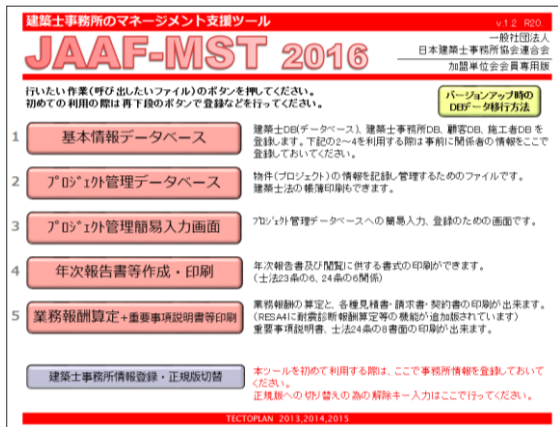 建築士事務所のマネージメント支援ツール
v.1.2 R20.
JAAF-MST 2016
一般社団法人
日本建築士事務所協会連合会
加盟単位会会員専用版
行いたい作業(呼び出したいファイル)のボタンを押してください。
初めての利用の際は再下段のボタンで登録などを行ってください。
バージョンアップ時の
DBデータ移行方法
1 基本情報データベース
建築士DB(データベース)、建築士事務所DB、顧客DB、施工者DB を
登録します。下記の2~4を利用する際は事前に関係者の情報をここで
登録しておいてください。
2 プロジェクト管理データベース
物件(プロジェクト)の情報を記録し管理するためのファイルです。
建築士法の帳簿印刷もできます。
3 プロジェクト管理簡易入力画面
プロジェクト管理データベースへの簡易入力、登録のための画面です。
4 年次報告書等作成・印刷
年次報告書及び閲覧に供する書式の印刷ができます。
(士法23条の6、24条の6関係)
5 業務報酬算定+重要事項説明書等印刷
業務報酬の算定と、各種見積書・請求書・契約書の印刷が出来ます。
(RESA4に耐震診断報酬算定等の機能が追加版されています)
重要事項説明書、士法24条の8書面の印刷が出来ます。
建築士事務所情報登録・正規版切替
本ツールを初めて利用する際は、ここで事務所情報を登録しておいて
ください。
正規版への切り替えの為の解除キー入力はここで行ってください。
TECTOPLAN 2013,2014,2015